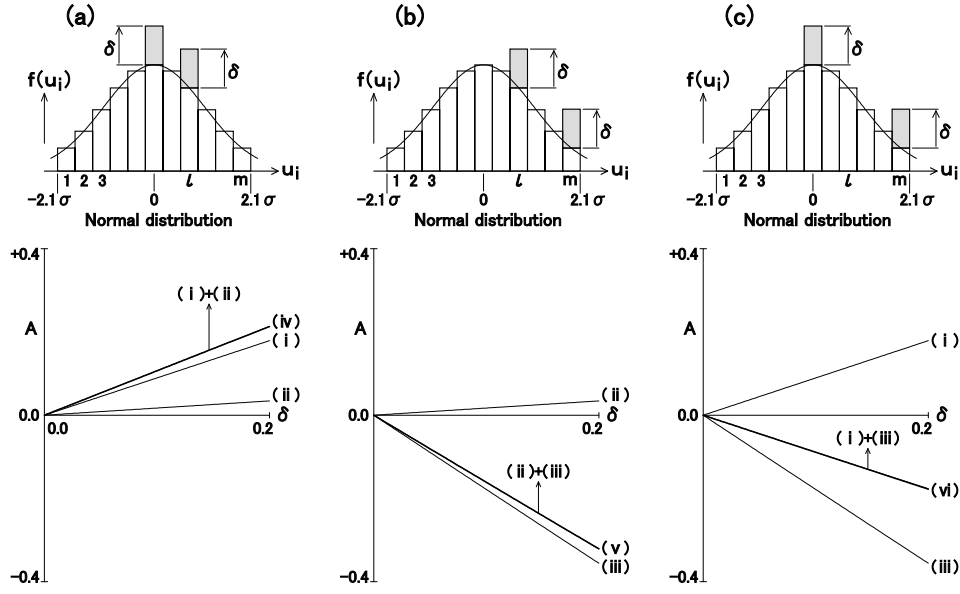 (a)
δ
δ
f(uᵢ)
uᵢ
1 2 3 l m
−2.1σ 0 2.1σ
Normal distribution
(b)
δ
δ
f(uᵢ)
uᵢ
1 2 3 l m
−2.1σ 0 2.1σ
Normal distribution
(c)
δ
δ
f(uᵢ)
uᵢ
1 2 3 l m
−2.1σ 0 2.1σ
Normal distribution
+0.4
(i)+(ii)
A
(iv)
(i)
(ii)
0.0 δ
0.0 0.2
−0.4
+0.4
A
(ii)
0.0 δ
0.2
(ii)+(iii)
(v)
(iii)
−0.4
+0.4
A
(i)
0.0 δ
0.2
(i)+(iii)
(vi)
(iii)
−0.4